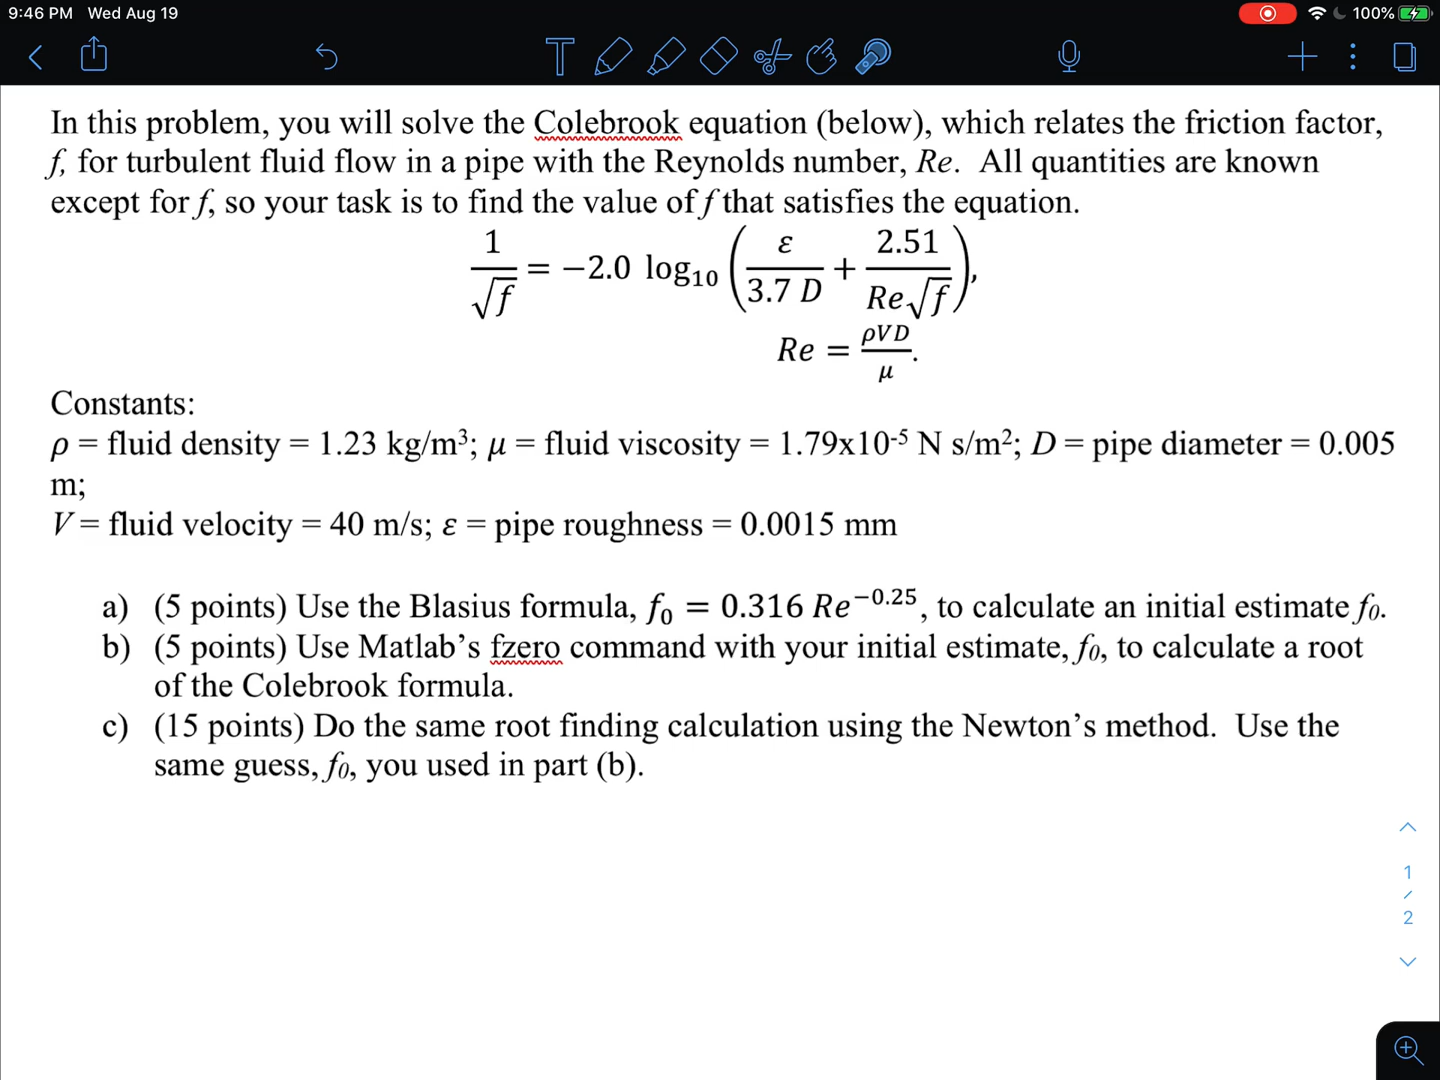 9:46 PM Wed Aug 19
100%
In this problem, you will solve the Colebrook equation (below), which relates the friction factor,
f, for turbulent fluid flow in a pipe with the Reynolds number, Re. All quantities are known
except for f, so your task is to find the value of f that satisfies the equation.
1/√f = −2.0 log₁₀ (ε/3.7 D + 2.51/Re√f),
Re = ρVD/μ.
Constants:
ρ = fluid density = 1.23 kg/m³; μ = fluid viscosity = 1.79x10⁻⁵ N s/m²; D = pipe diameter = 0.005
m;
V = fluid velocity = 40 m/s; ε = pipe roughness = 0.0015 mm
a) (5 points) Use the Blasius formula, f₀ = 0.316 Re⁻⁰·²⁵, to calculate an initial estimate f₀.
b) (5 points) Use Matlab's fzero command with your initial estimate, f₀, to calculate a root
of the Colebrook formula.
c) (15 points) Do the same root finding calculation using the Newton's method. Use the
same guess, f₀, you used in part (b).
1
/
2